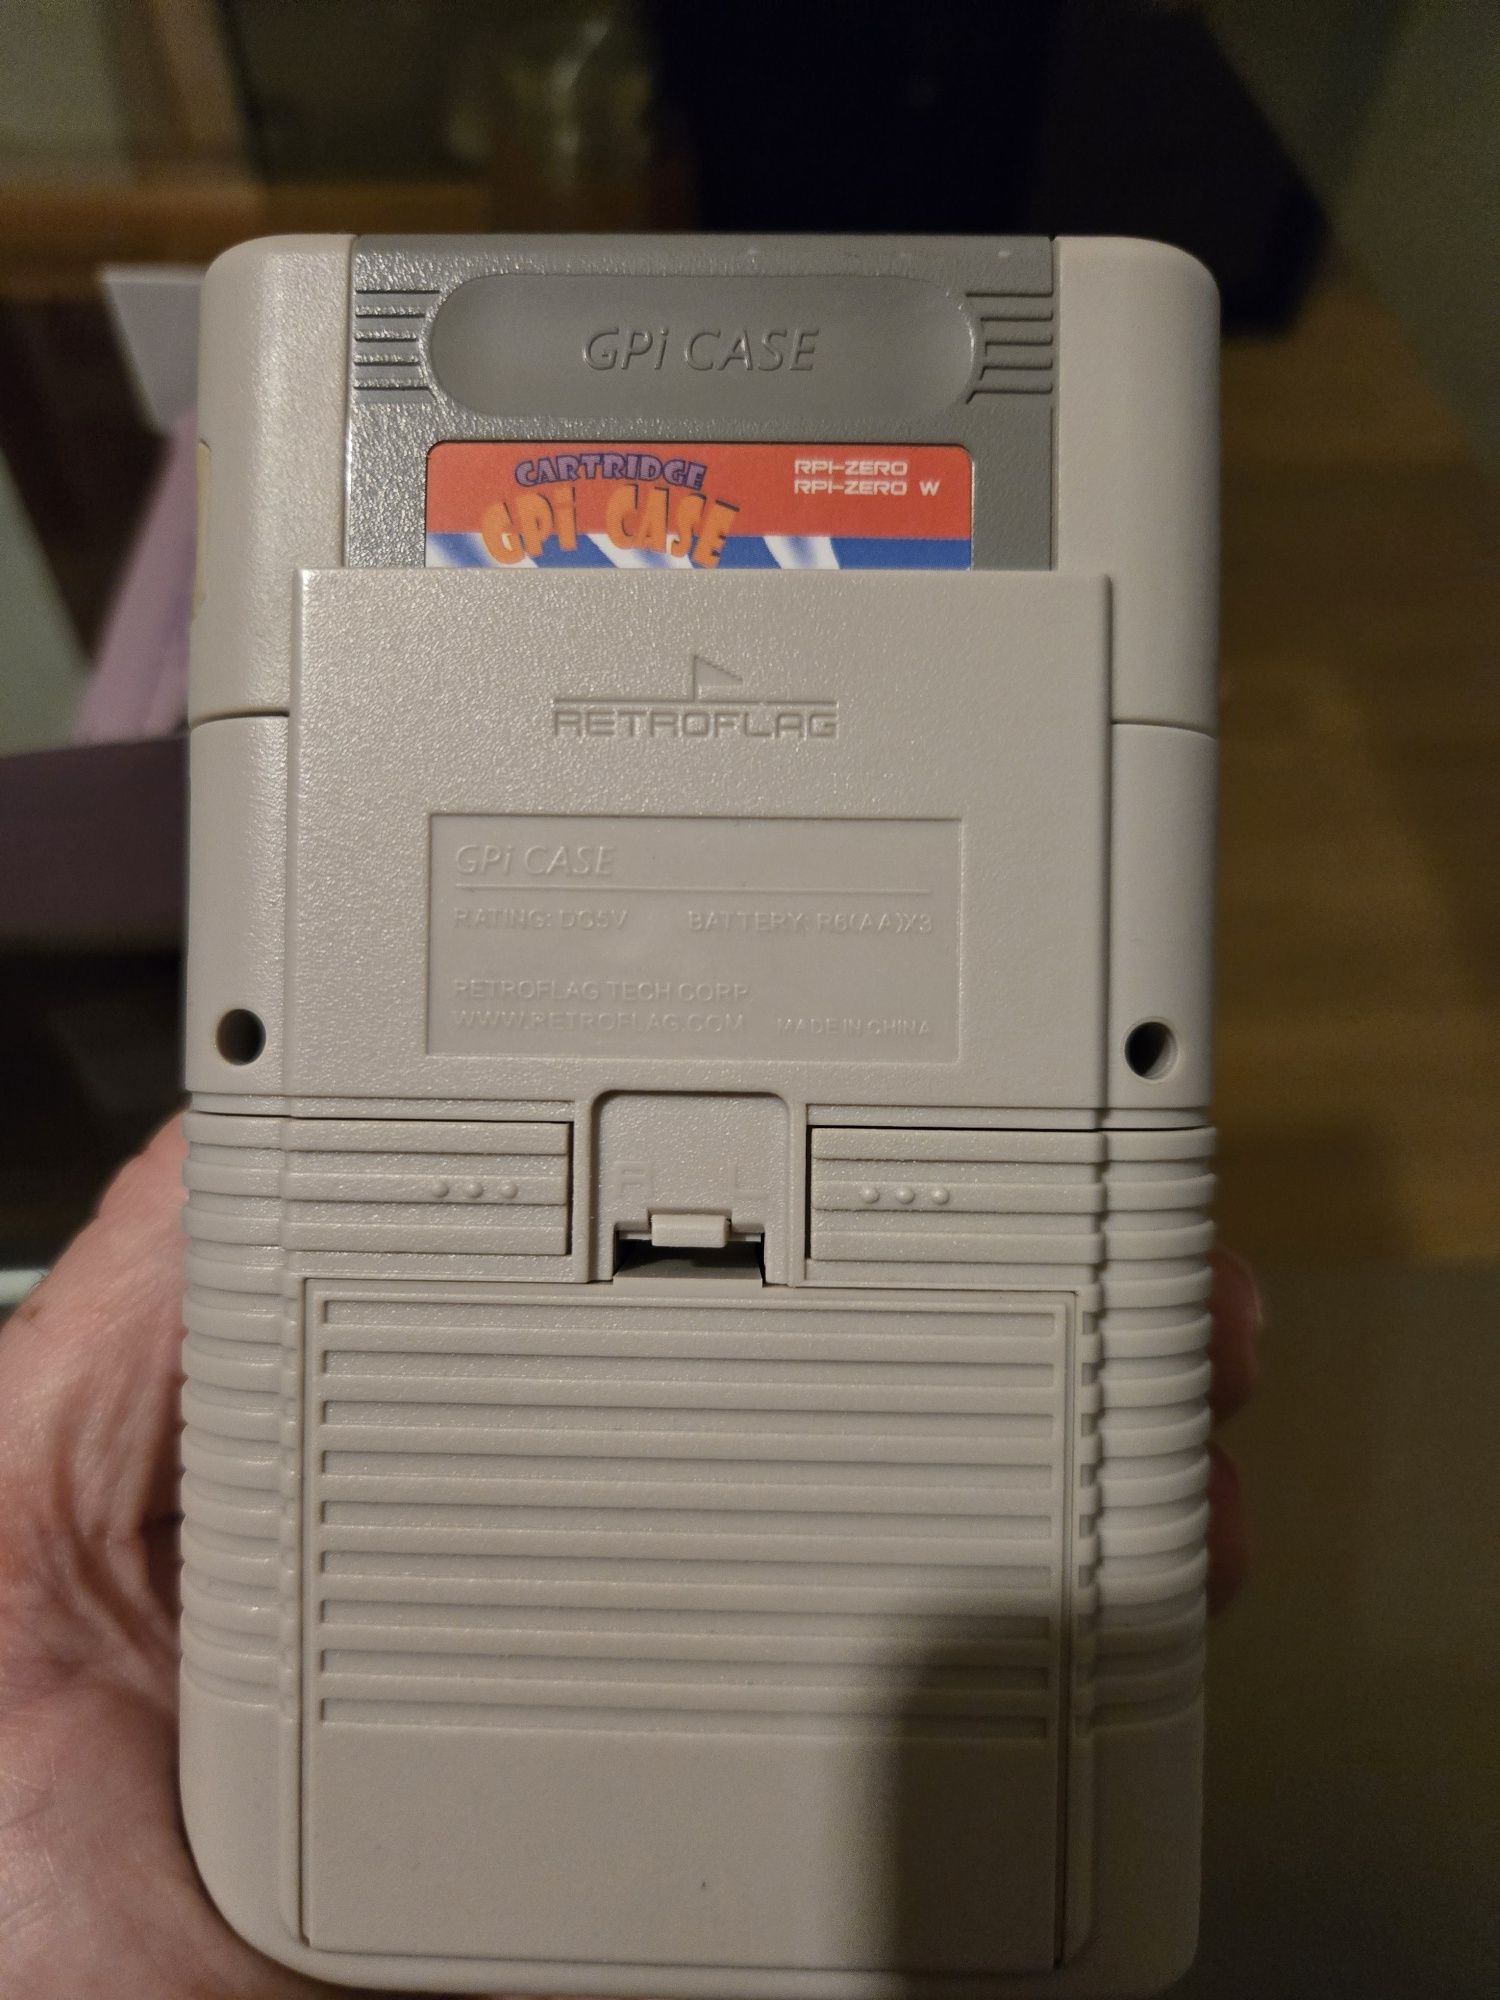 GPi CASE
CARTRIDGE
GPi CASE
RPI-ZERO
RPI-ZERO W
RETROFLAG
GPi CASE
RATING: DC5V BATTERY: R6(AA)X3
RETROFLAG TECH CORP
WWW.RETROFLAG.COM MADE IN CHINA
R L